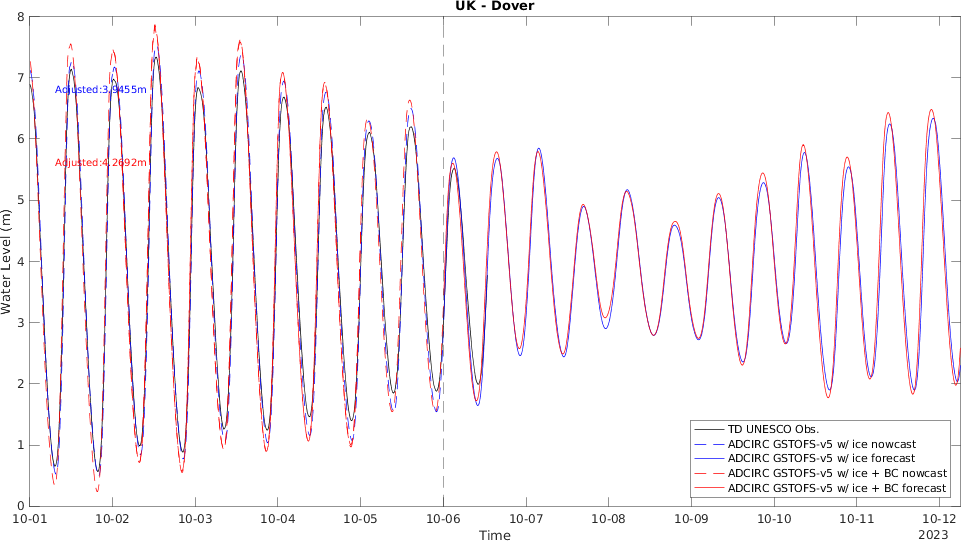 UK - Dover
8
7
6
5
4
3
2
1
0
Water Level (m)
Adjusted:3.9455m
Adjusted:4.2692m
TD UNESCO Obs.
ADCIRC GSTOFS-v5 w/ ice nowcast
ADCIRC GSTOFS-v5 w/ ice forecast
ADCIRC GSTOFS-v5 w/ ice + BC nowcast
ADCIRC GSTOFS-v5 w/ ice + BC forecast
10-01 10-02 10-03 10-04 10-05 10-06 10-07 10-08 10-09 10-10 10-11 10-12
Time
2023